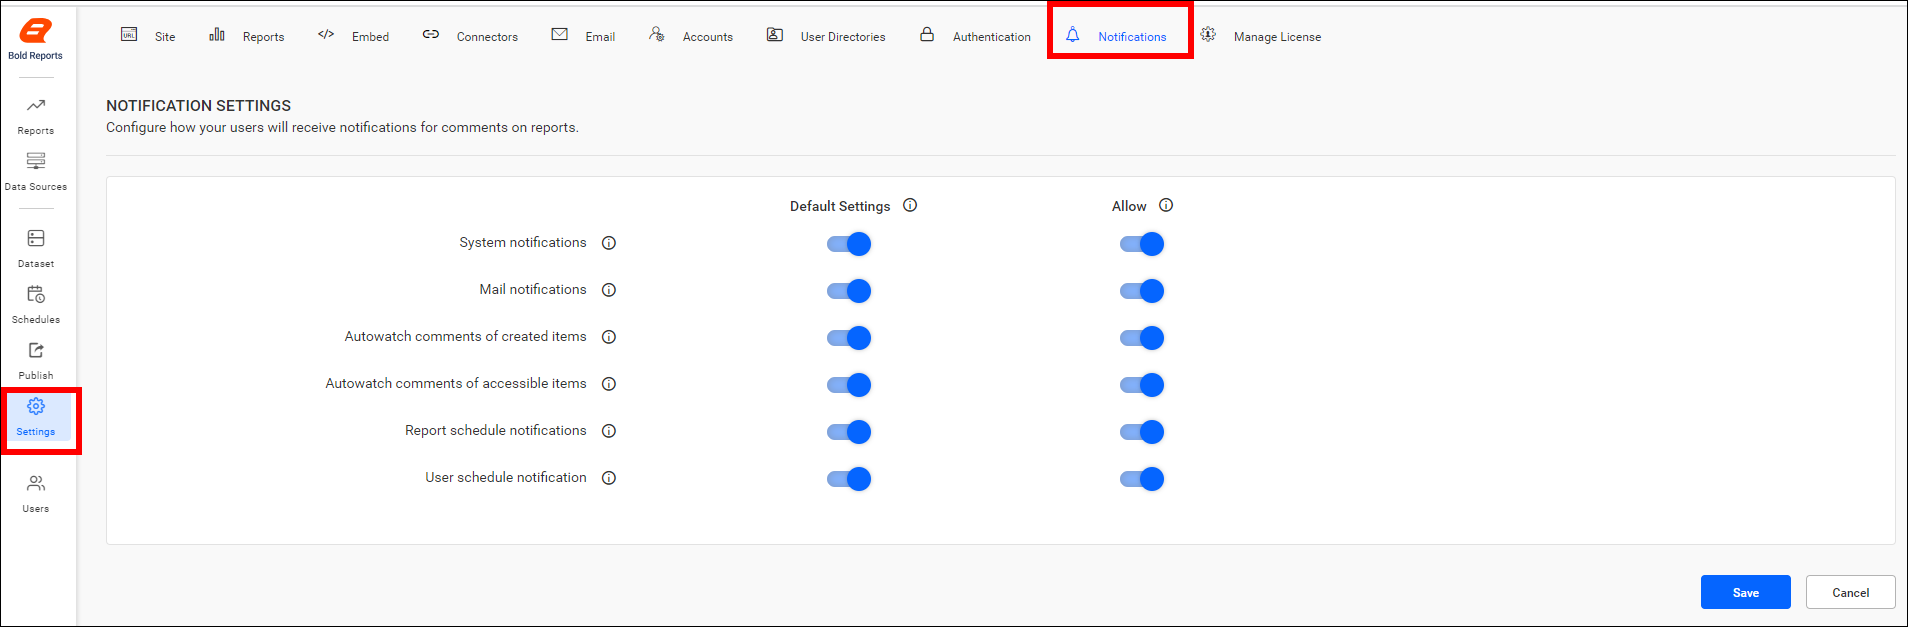 URL Site Reports </> Embed Connectors Email Accounts User Directories Authentication Notifications Manage License
Bold Reports
Reports
Data Sources
Dataset
Schedules
Publish
Settings
Users
NOTIFICATION SETTINGS
Configure how your users will receive notifications for comments on reports.
Default Settings Allow
System notifications
Mail notifications
Autowatch comments of created items
Autowatch comments of accessible items
Report schedule notifications
User schedule notification
Save Cancel